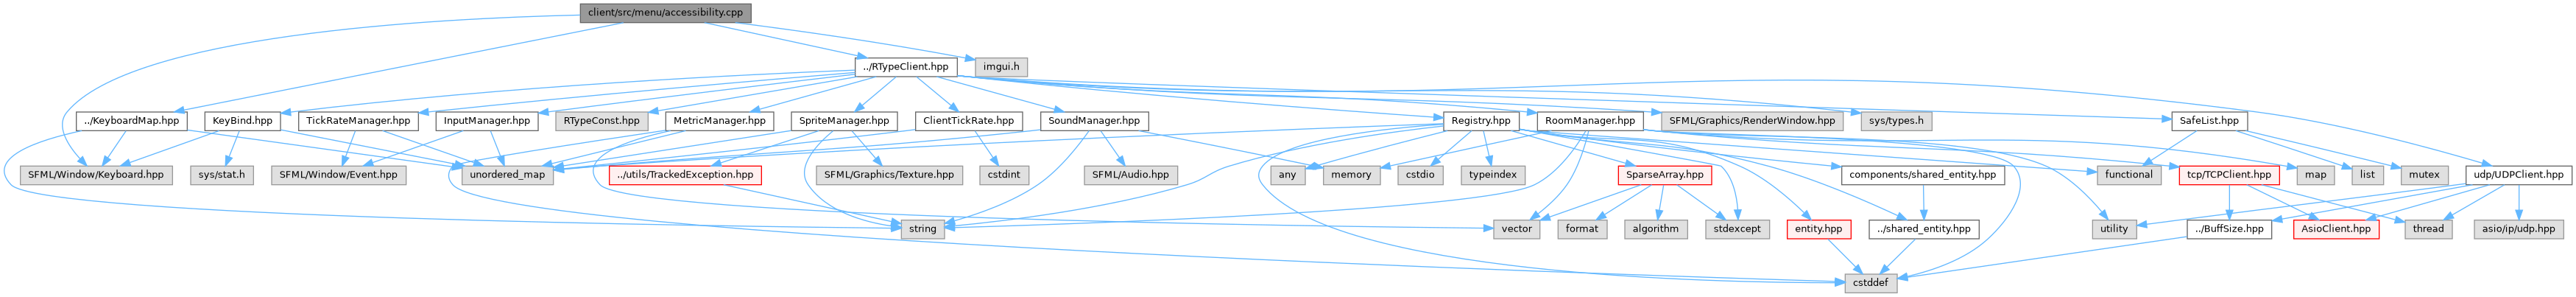 client/src/menu/accessibility.cpp
../RTypeClient.hpp
imgui.h
../KeyboardMap.hpp
KeyBind.hpp
TickRateManager.hpp
InputManager.hpp
RTypeConst.hpp
MetricManager.hpp
SpriteManager.hpp
ClientTickRate.hpp
SoundManager.hpp
Registry.hpp
RoomManager.hpp
SFML/Graphics/RenderWindow.hpp
sys/types.h
SafeList.hpp
SFML/Window/Keyboard.hpp
sys/stat.h
SFML/Window/Event.hpp
unordered_map
../utils/TrackedException.hpp
SFML/Graphics/Texture.hpp
cstdint
SFML/Audio.hpp
any
memory
cstdio
typeindex
SparseArray.hpp
components/shared_entity.hpp
functional
tcp/TCPClient.hpp
map
list
mutex
udp/UDPClient.hpp
string
vector
format
algorithm
stdexcept
entity.hpp
../shared_entity.hpp
utility
../BuffSize.hpp
AsioClient.hpp
thread
asio/ip/udp.hpp
cstddef